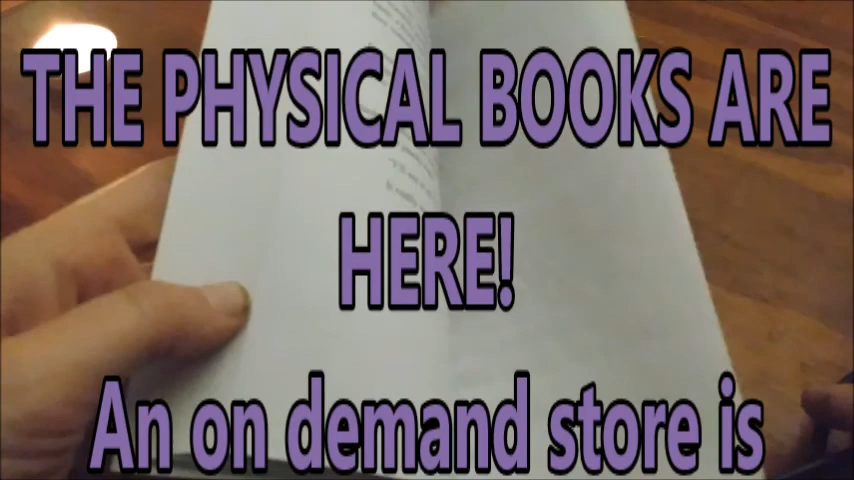 THE PHYSICAL BOOKS ARE
HERE!
An on demand store is